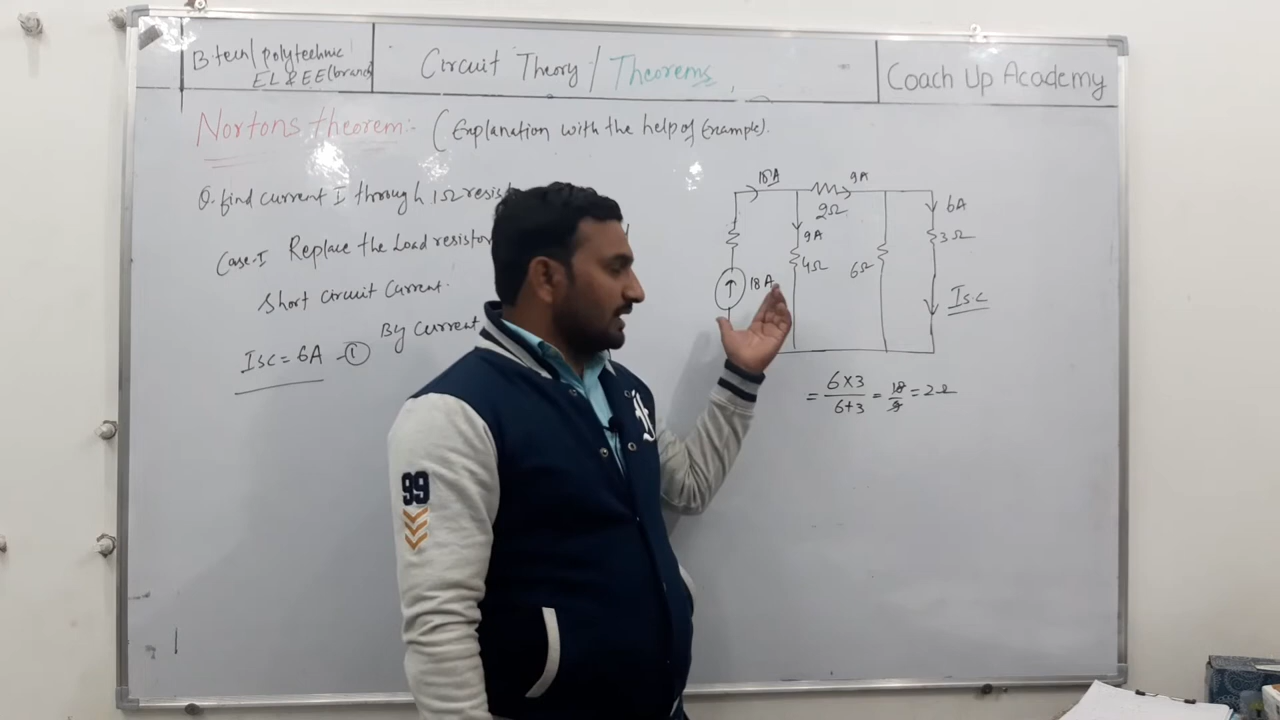 B.tech/polytechnic
EL & EE(branch
Circuit Theory / Theorems
Coach Up Academy
Nortons theorem:- (Explanation with the help of Example).
Q. find current I through 1Ω resis
Case-I Replace the Load resistor
Short Circuit Current.
By Current
Isc = 6A -①
18A
9A
2Ω
6A
9A
3Ω
4Ω
6Ω
18A
Isc
= 6×3 / 6+3 = 18/9 = 2Ω
99